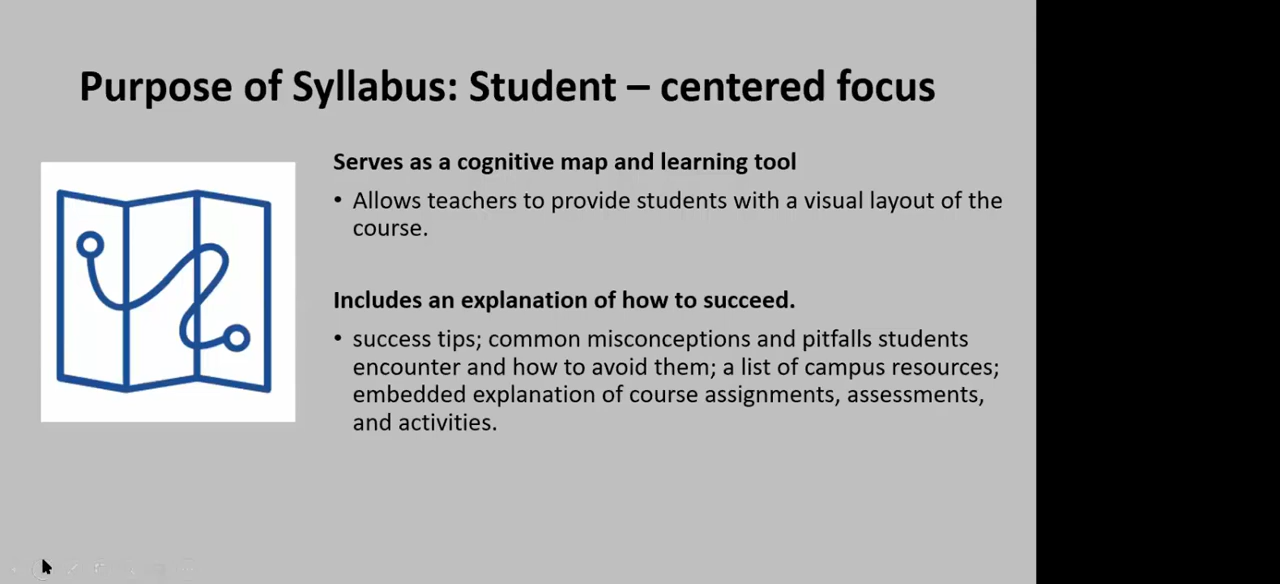 Purpose of Syllabus: Student – centered focus
Serves as a cognitive map and learning tool
• Allows teachers to provide students with a visual layout of the
course.
Includes an explanation of how to succeed.
• success tips; common misconceptions and pitfalls students
encounter and how to avoid them; a list of campus resources;
embedded explanation of course assignments, assessments,
and activities.